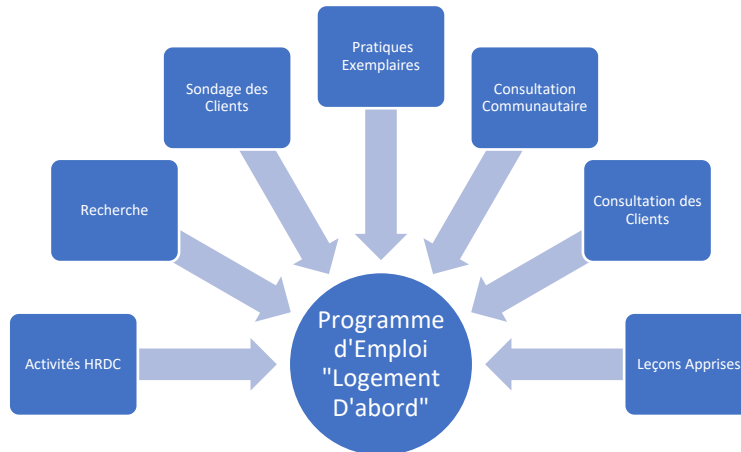 Pratiques
Exemplaires
Sondage des
Clients
Consultation
Communautaire
Recherche
Consultation des
Clients
Activités HRDC
Programme
d'Emploi
"Logement
D'abord"
Leçons Apprises